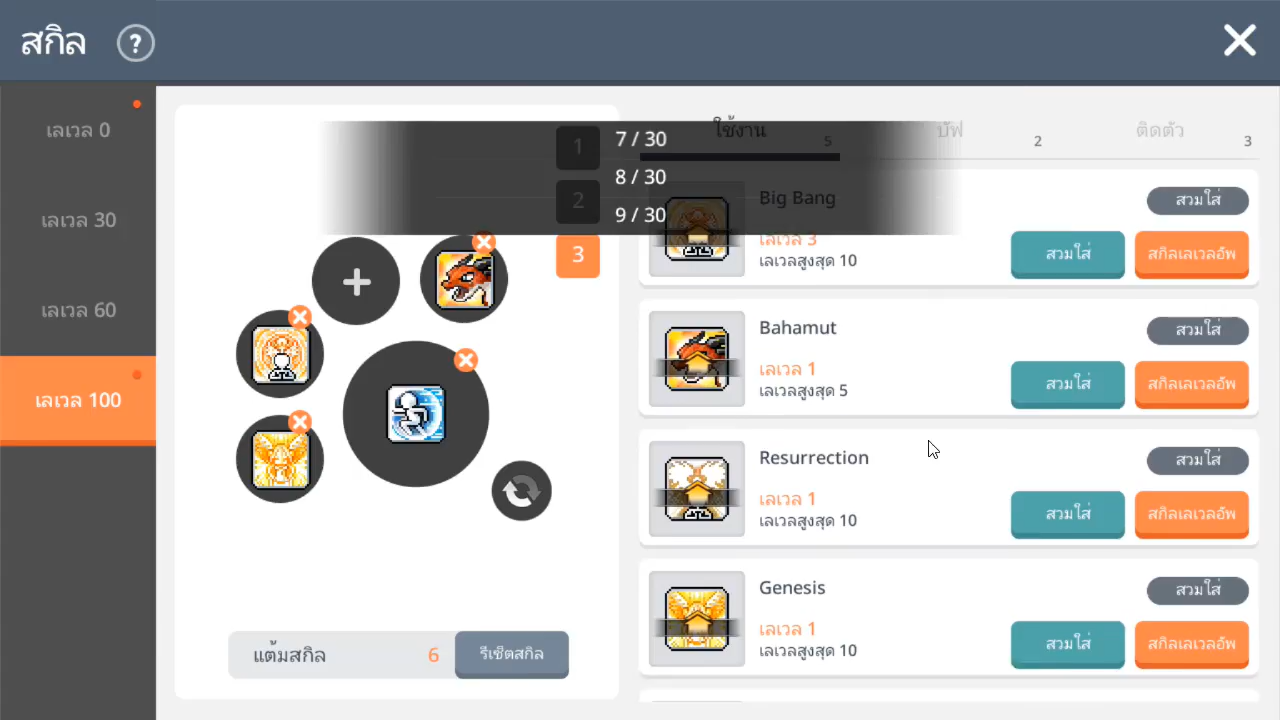 สกิล ?
เลเวล 0
เลเวล 30
เลเวล 60
เลเวล 100
1
2
3
7 / 30
8 / 30
9 / 30
แต้มสกิล 6 รีเซ็ตสกิล
ใช้งาน 5
บัฟ 2
ติดตัว 3
Big Bang
สวมใส่
เลเวล 3
เลเวลสูงสุด 10
สวมใส่ สกิลเลเวลอัพ
Bahamut
สวมใส่
เลเวล 1
เลเวลสูงสุด 5
สวมใส่ สกิลเลเวลอัพ
Resurrection
สวมใส่
เลเวล 1
เลเวลสูงสุด 10
สวมใส่ สกิลเลเวลอัพ
Genesis
สวมใส่
เลเวล 1
เลเวลสูงสุด 10
สวมใส่ สกิลเลเวลอัพ